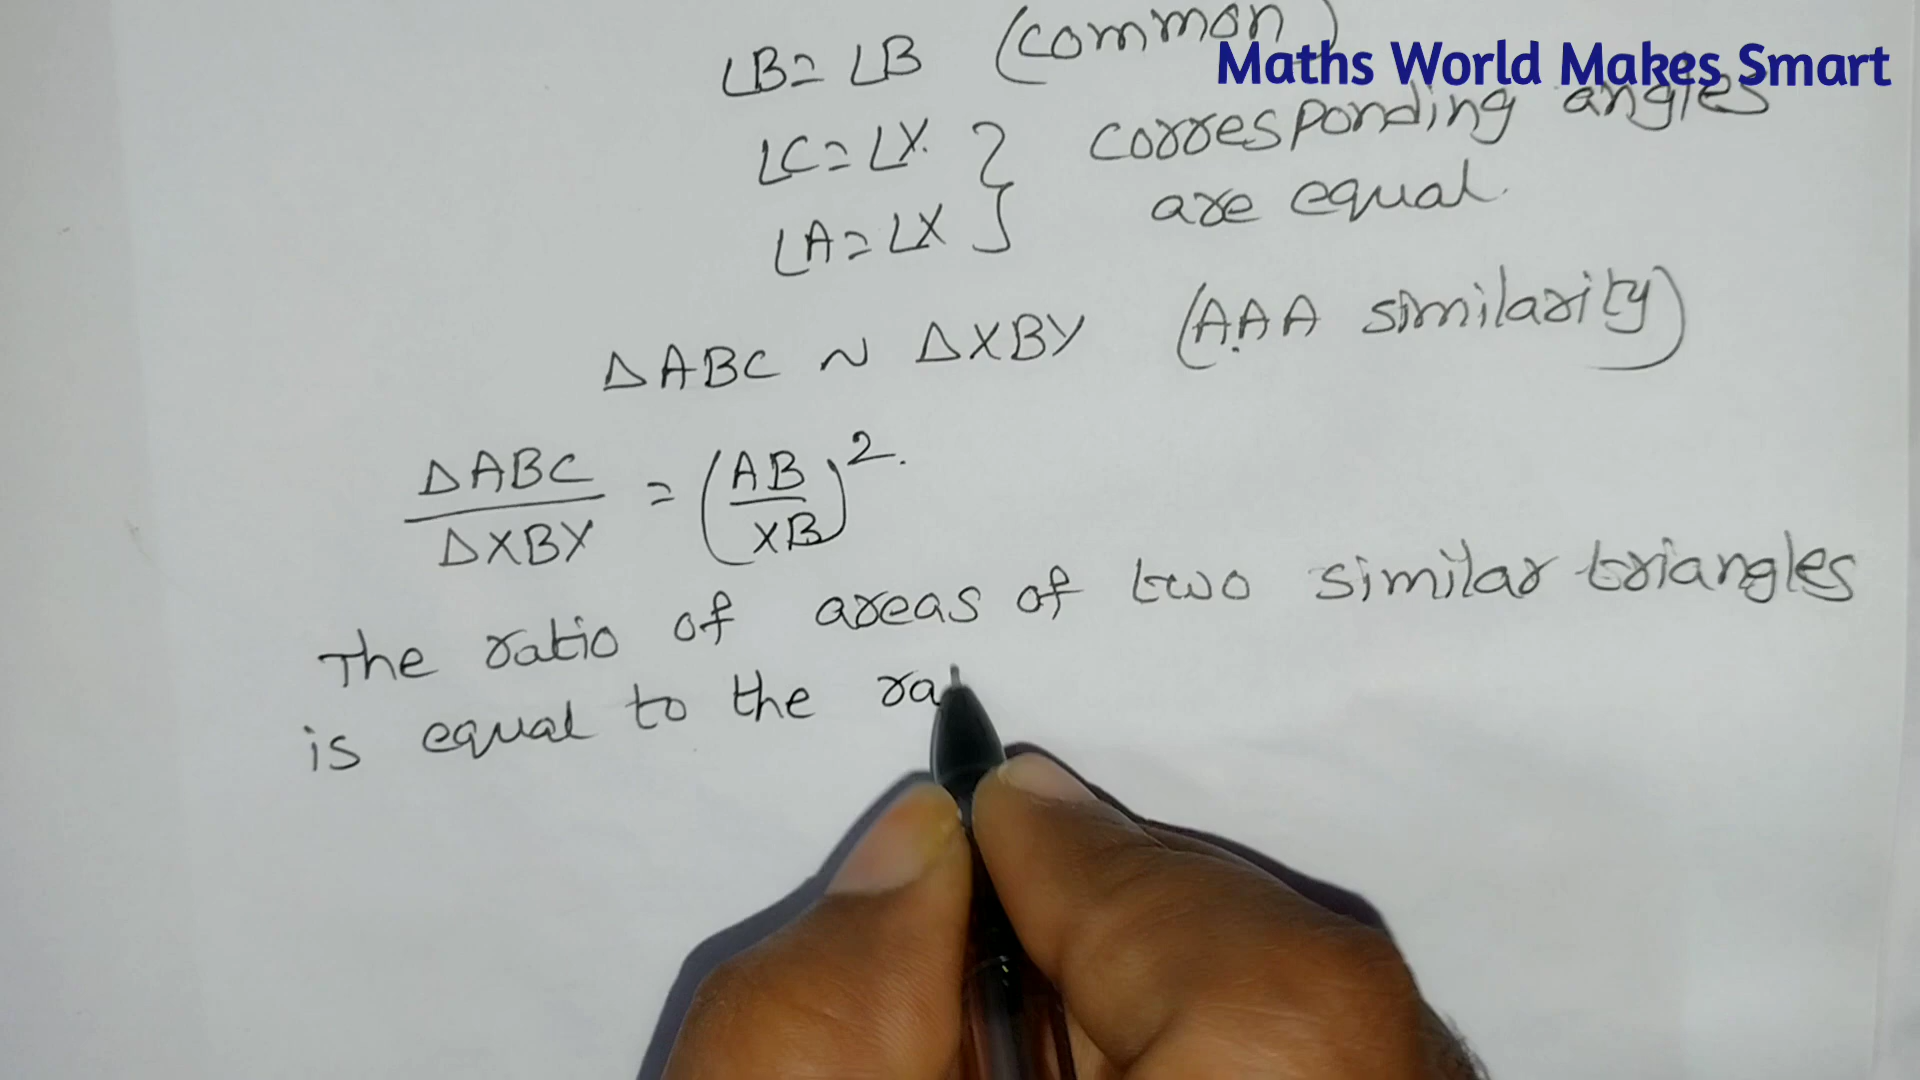 ∠B = ∠B (common)
Maths World Makes Smart
∠C = ∠X. } corresponding angles
∠A = ∠X } are equal.
△ABC ~ △XBY (AAA similarity)
△ABC/△XBY = (AB/XB)².
The ratio of areas of two similar triangles
is equal to the ra